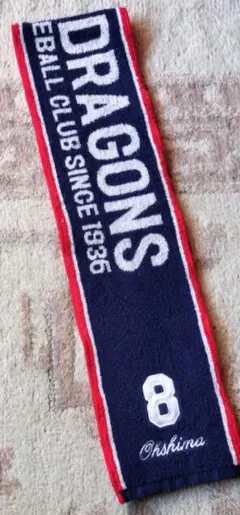 DRAGONS
EBALL CLUB SINCE 1936
8
Ohshima